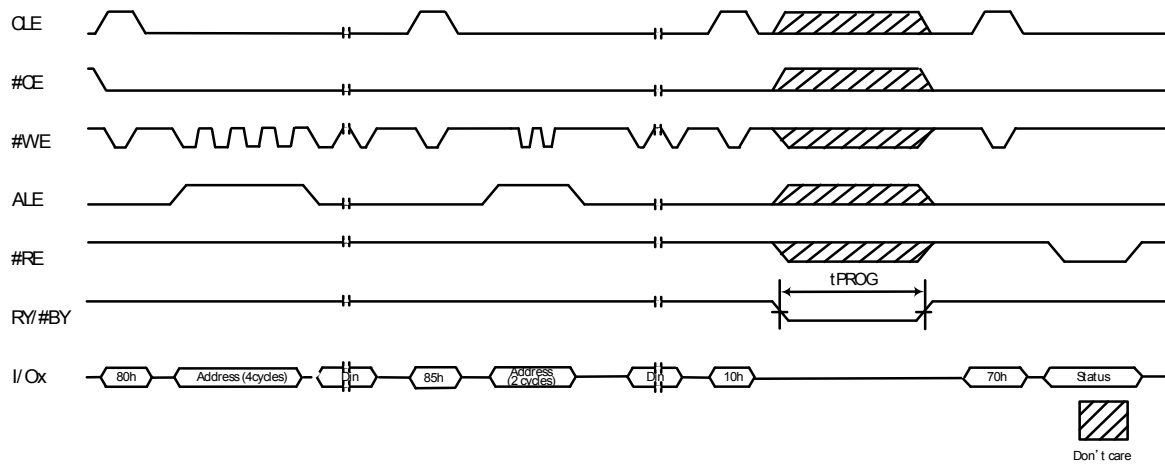 CLE
#CE
#WE
ALE
#RE
tPROG
RY/#BY
I/Ox
80h
Address (4cycles)
Din
85h
Address
(2 cycles)
Din
10h
70h
Status
Don't care